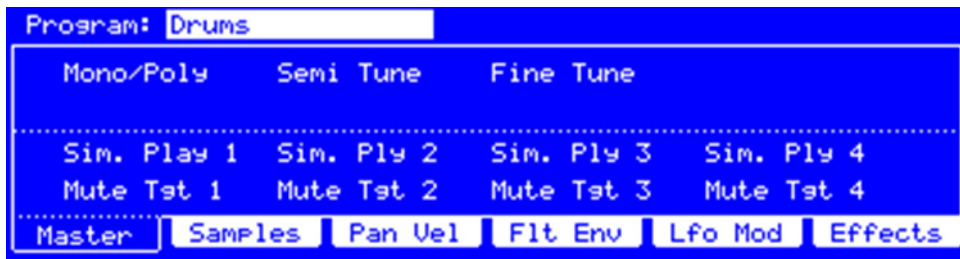 Program: Drums
Mono/Poly Semi Tune Fine Tune
Sim. Play 1 Sim. Ply 2 Sim. Ply 3 Sim. Ply 4
Mute Tgt 1 Mute Tgt 2 Mute Tgt 3 Mute Tgt 4
Master Samples Pan Vel Flt Env Lfo Mod Effects